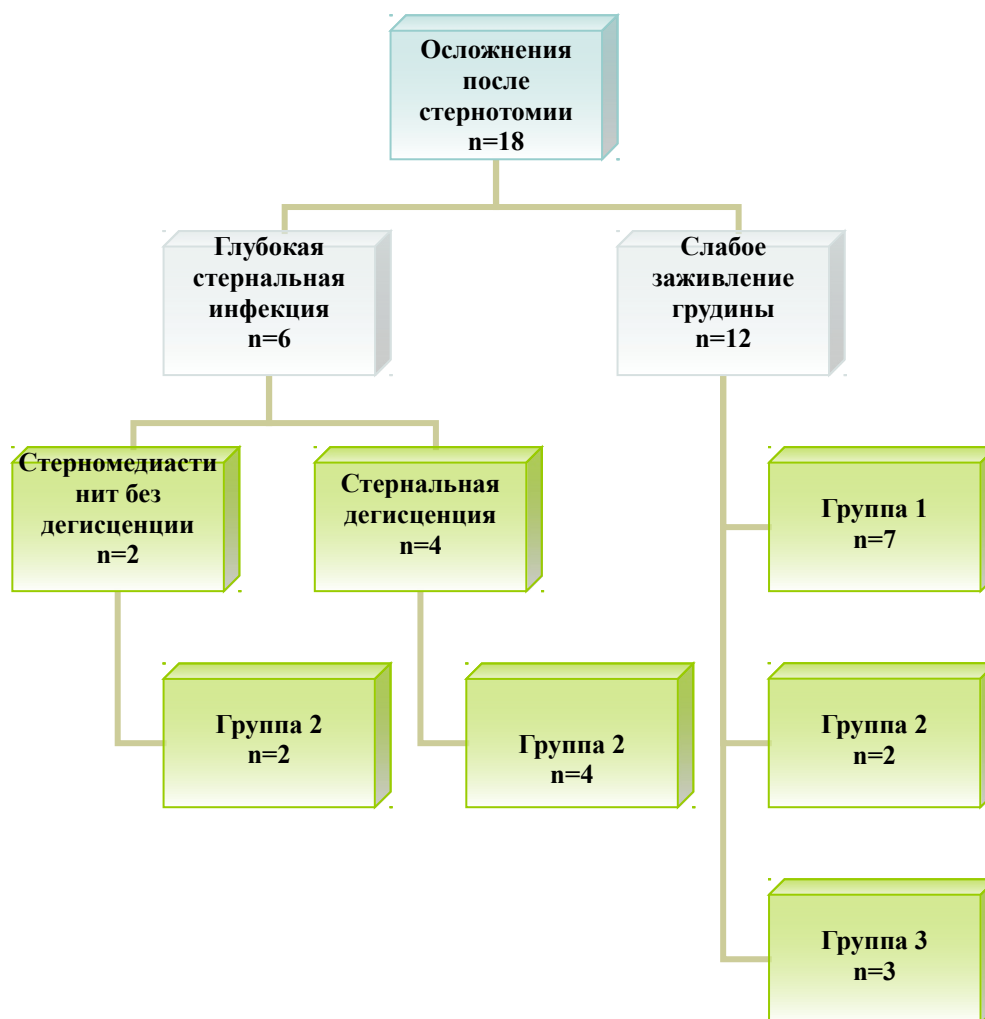 Осложнения
после
стернотомии
n=18
Глубокая
стернальная
инфекция
n=6
Слабое
заживление
грудины
n=12
Стерномедиасти
нит без
дегисценции
n=2
Стернальная
дегисценция
n=4
Группа 1
n=7
Группа 2
n=2
Группа 2
n=4
Группа 2
n=2
Группа 3
n=3